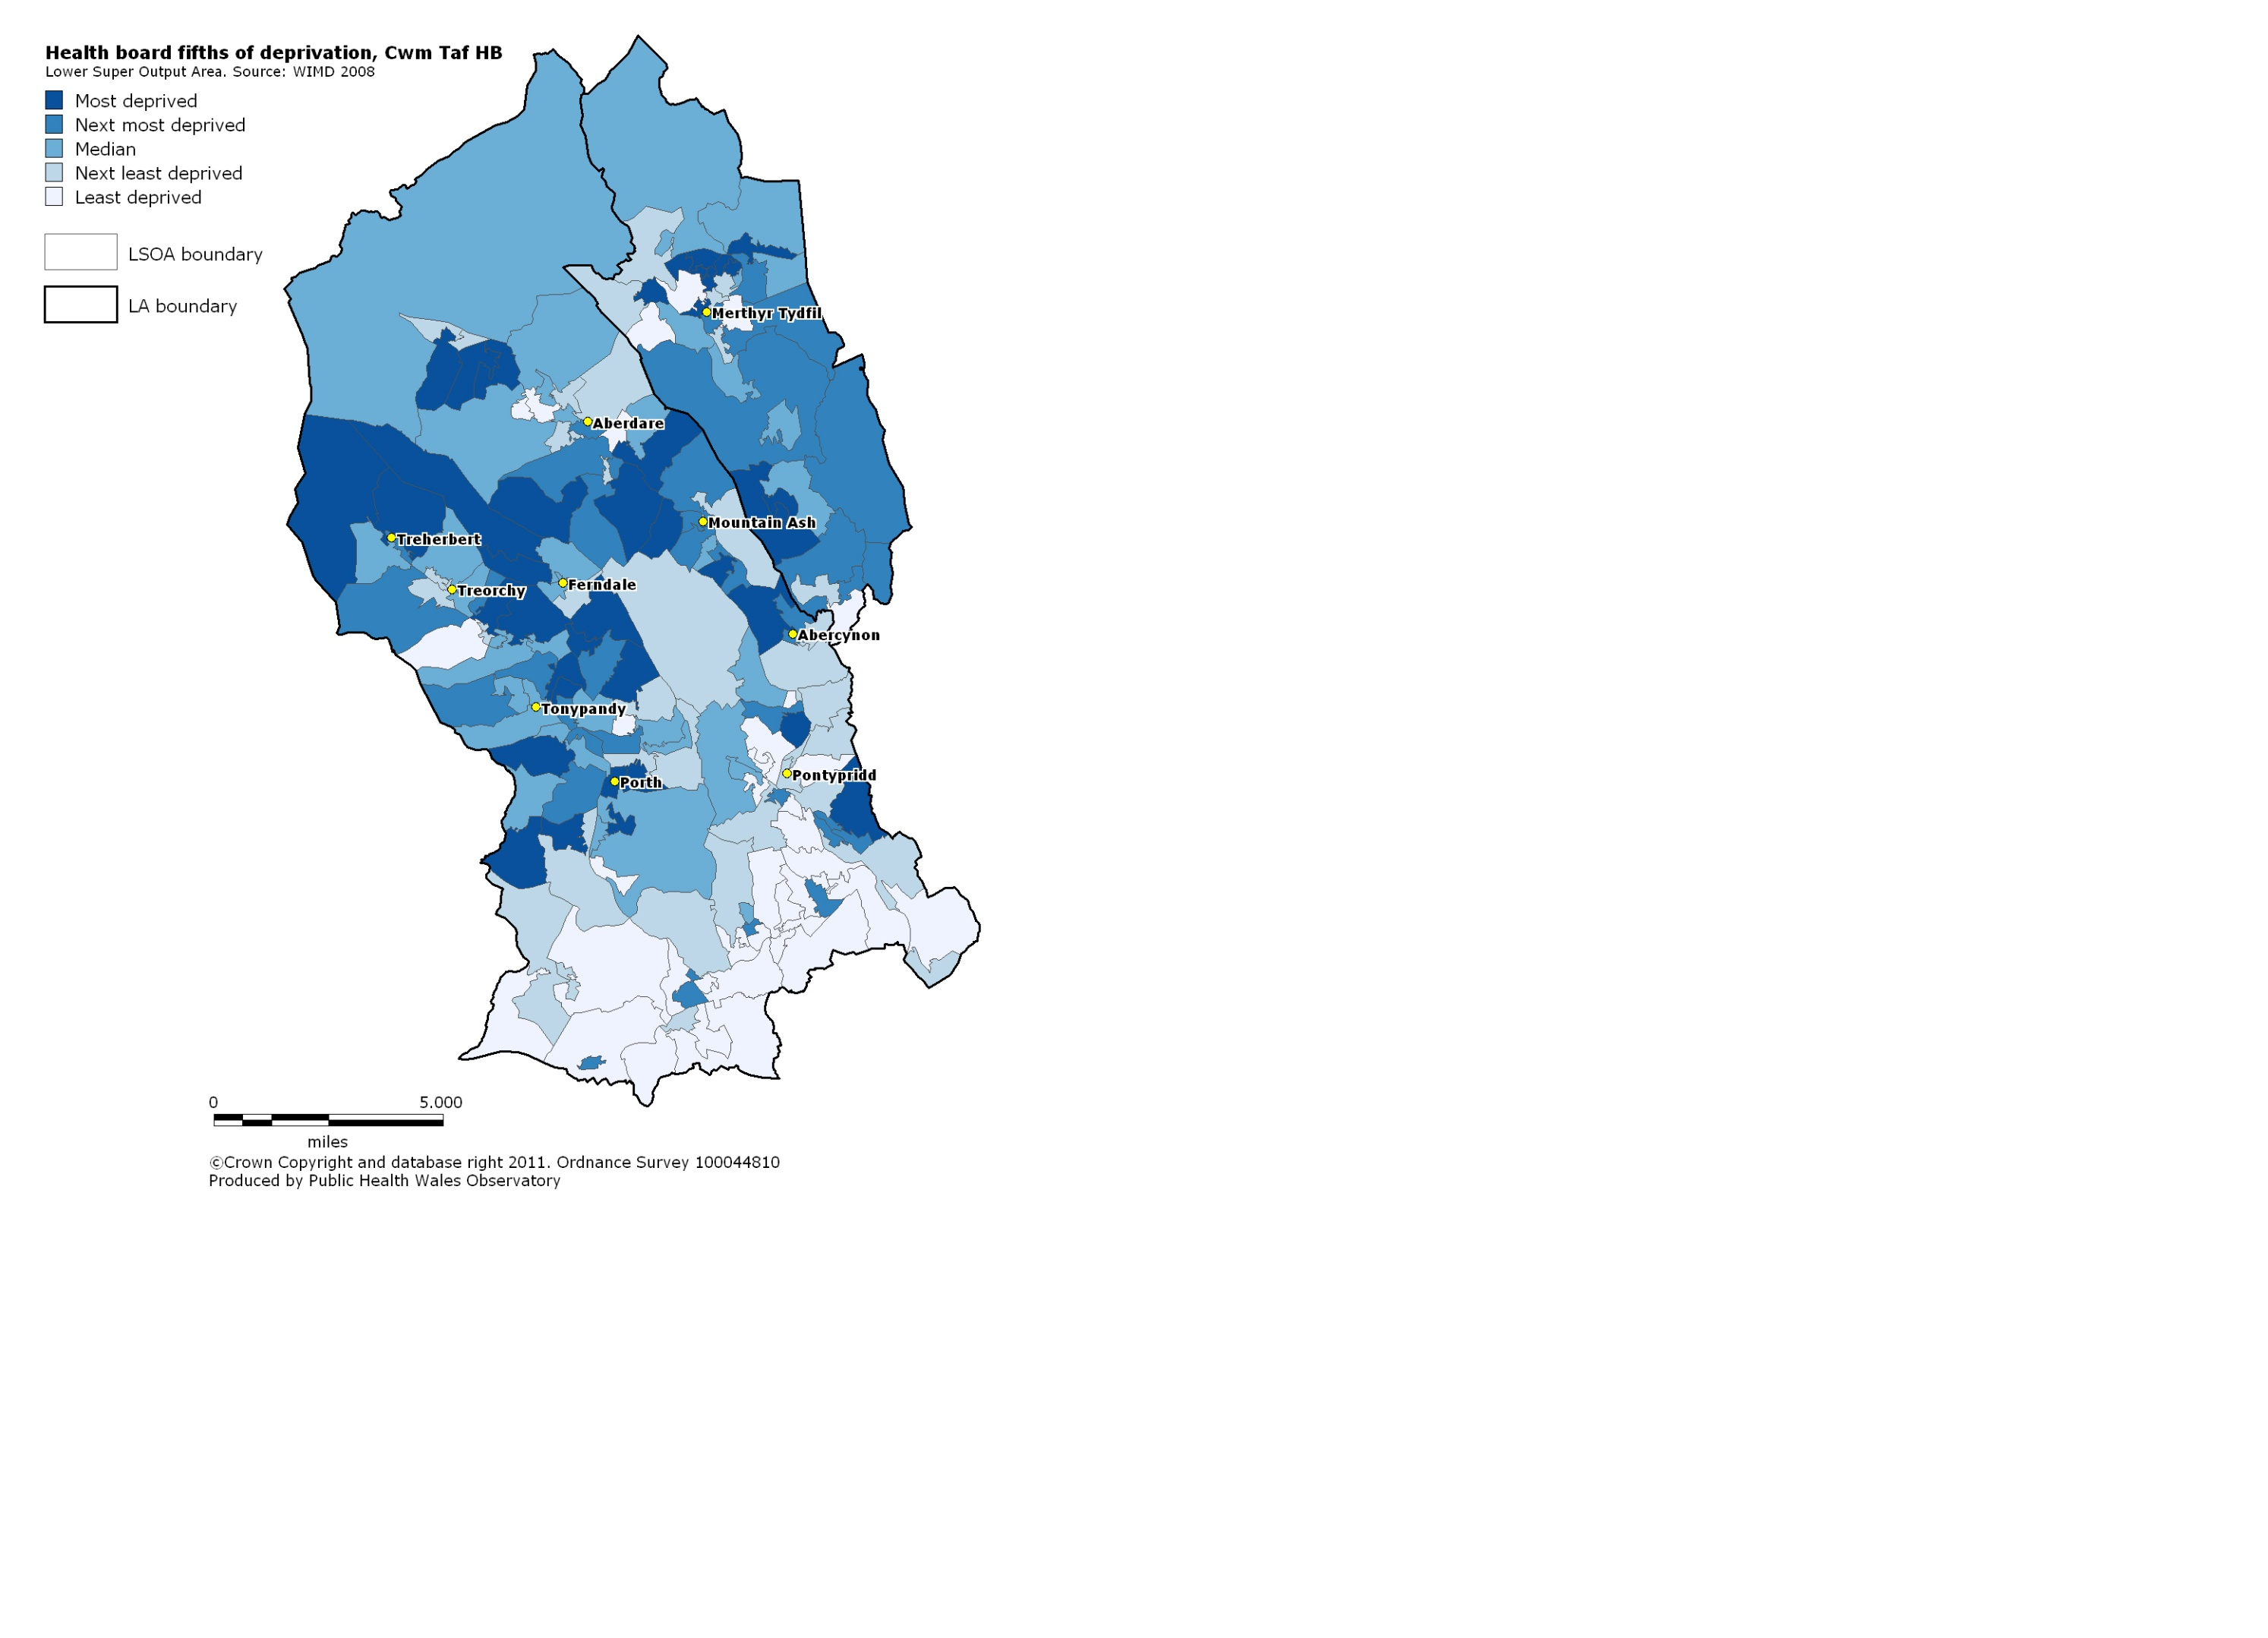 Health board fifths of deprivation, Cwm Taf HB
Lower Super Output Area. Source: WIMD 2008
Most deprived
Next most deprived
Median
Next least deprived
Least deprived
LSOA boundary
LA boundary
Merthyr Tydfil
Aberdare
Mountain Ash
Treherbert
Ferndale
Treorchy
Abercynon
Tonypandy
Pontypridd
Porth
0 5.000
miles
©Crown Copyright and database right 2011. Ordnance Survey 100044810
Produced by Public Health Wales Observatory